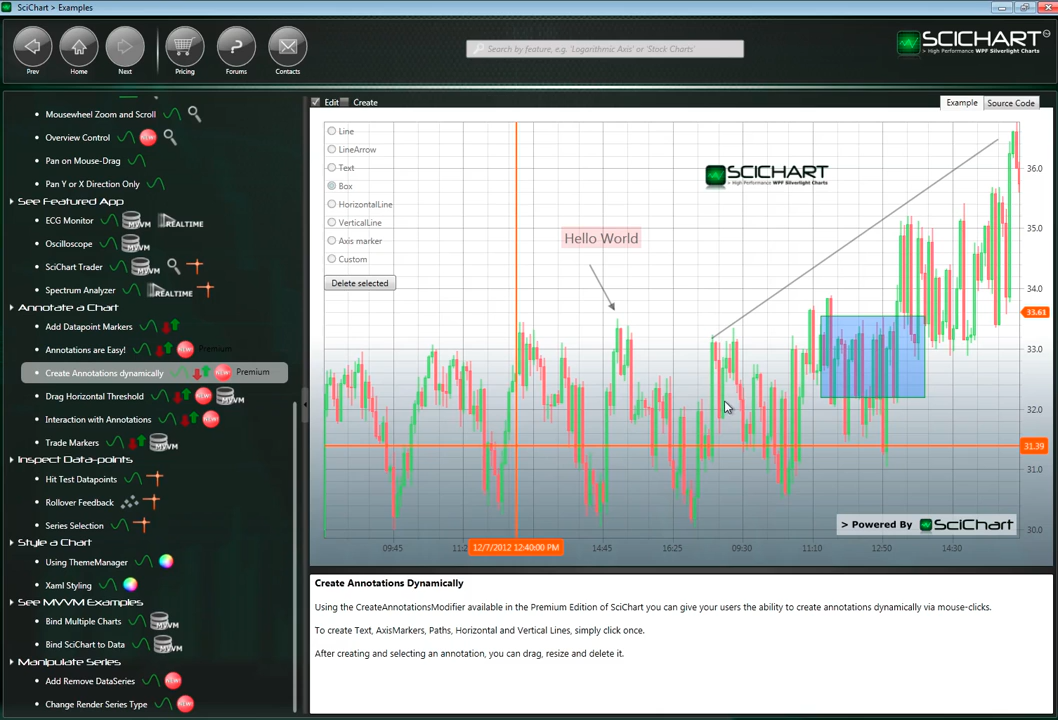 SciChart > Examples
Prev
Home
Next
Pricing
Forums
Contacts
Search by feature, e.g. 'Logarithmic Axis' or 'Stock Charts'
SCICHART
> High Performance WPF Silverlight Charts
Mousewheel Zoom and Scroll
Overview Control NEW!
Pan on Mouse-Drag
Pan Y or X Direction Only
See Featured App
ECG Monitor MVVM REALTIME
Oscilloscope MVVM
SciChart Trader MVVM
Spectrum Analyzer REALTIME
Annotate a Chart
Add Datapoint Markers
Annotations are Easy! NEW! Premium
Create Annotations dynamically NEW! Premium
Drag Horizontal Threshold NEW! MVVM
Interaction with Annotations NEW!
Trade Markers MVVM
Inspect Data-points
Hit Test Datapoints
Rollover Feedback
Series Selection
Style a Chart
Using ThemeManager
Xaml Styling
See MVVM Examples
Bind Multiple Charts MVVM
Bind SciChart to Data MVVM
Manipulate Series
Add Remove DataSeries NEW!
Change Render Series Type NEW!
Edit Create
Example Source Code
Line
LineArrow
Text
Box
HorizontalLine
VerticalLine
Axis marker
Custom
Delete selected
Hello World
SCICHART
> High Performance WPF Silverlight Charts
36.0
35.0
34.0
33.61
33.0
32.0
31.39
31.0
30.0
> Powered By SciChart
09:45 11:2 12/7/2012 12:40:00 PM 14:45 16:25 09:30 11:10 12:50 14:30
Create Annotations Dynamically
Using the CreateAnnotationsModifier available in the Premium Edition of SciChart you can give your users the ability to create annotations dynamically via mouse-clicks.
To create Text, AxisMarkers, Paths, Horizontal and Vertical Lines, simply click once.
After creating and selecting an annotation, you can drag, resize and delete it.